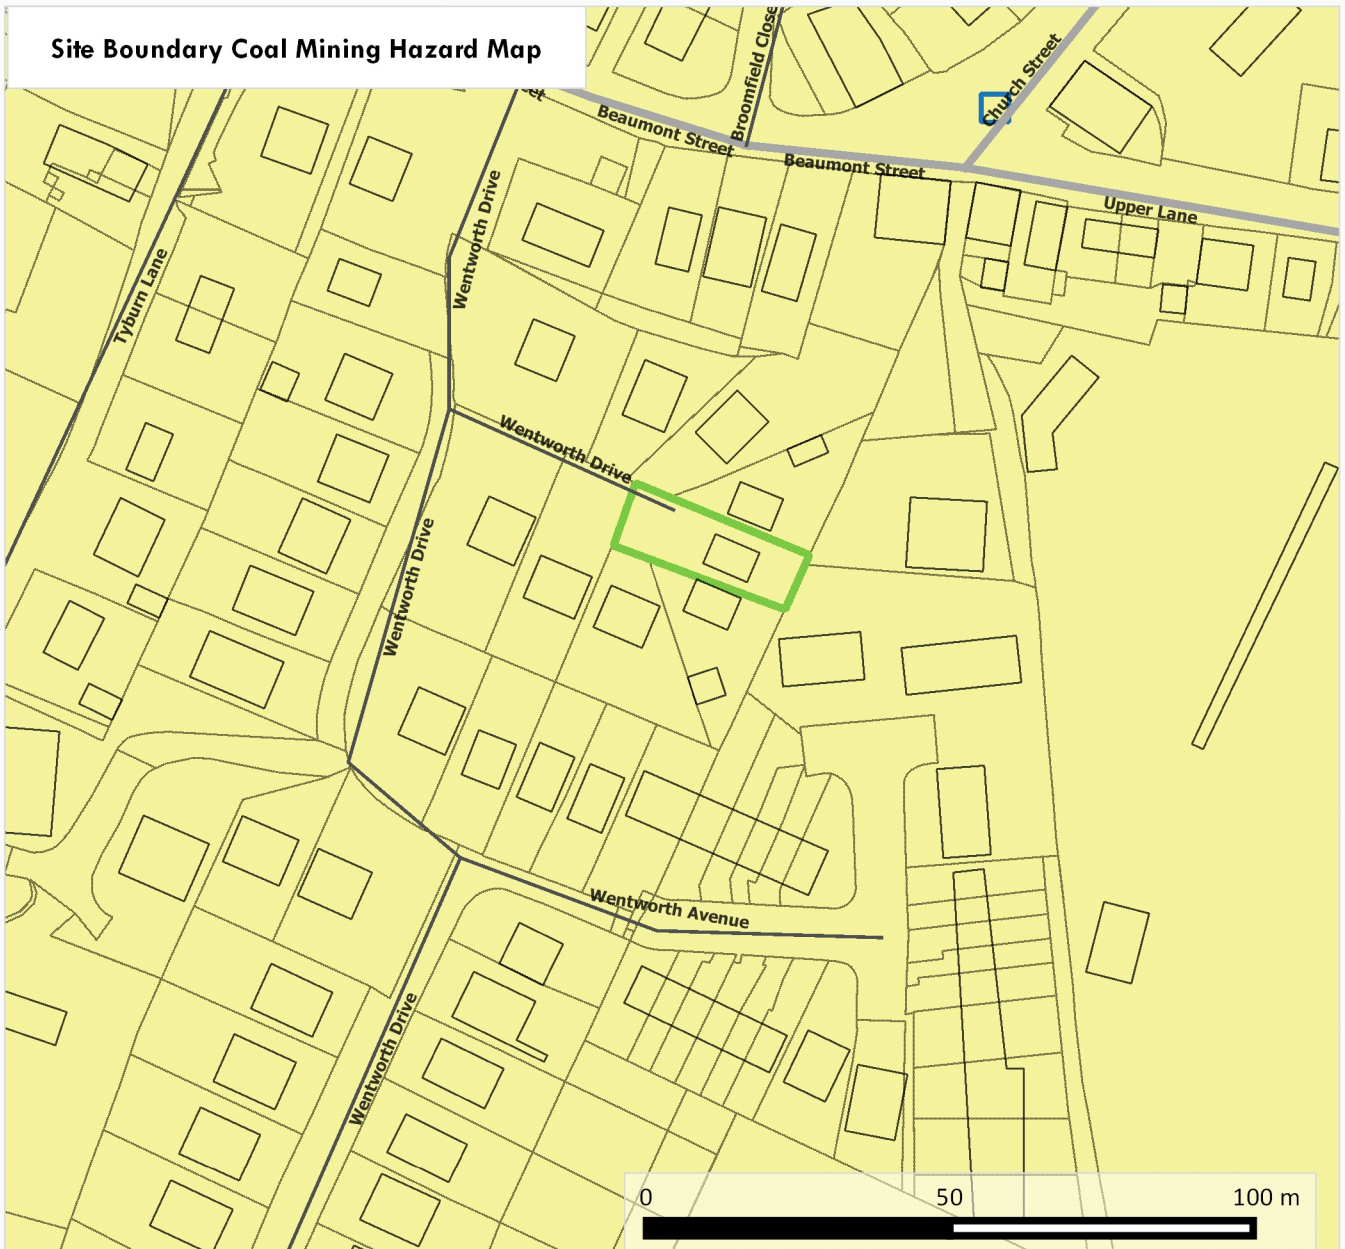 Site Boundary Coal Mining Hazard Map
Broomfield Close
Church Street
Beaumont Street
Beaumont Street
Upper Lane
Wentworth Drive
Tyburn Lane
Wentworth Drive
Wentworth Drive
Wentworth Avenue
Wentworth Drive
0 50 100 m